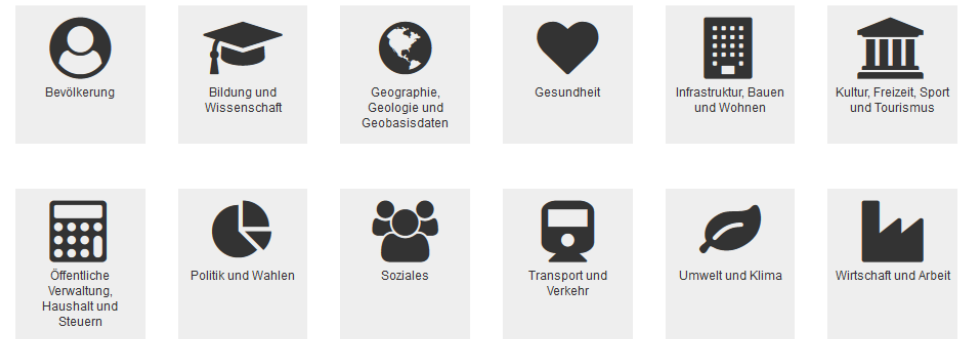 Bevölkerung
Bildung und
Wissenschaft
Geographie,
Geologie und
Geobasisdaten
Gesundheit
Infrastruktur, Bauen
und Wohnen
Kultur, Freizeit, Sport
und Tourismus
Öffentliche
Verwaltung,
Haushalt und
Steuern
Politik und Wahlen
Soziales
Transport und
Verkehr
Umwelt und Klima
Wirtschaft und Arbeit